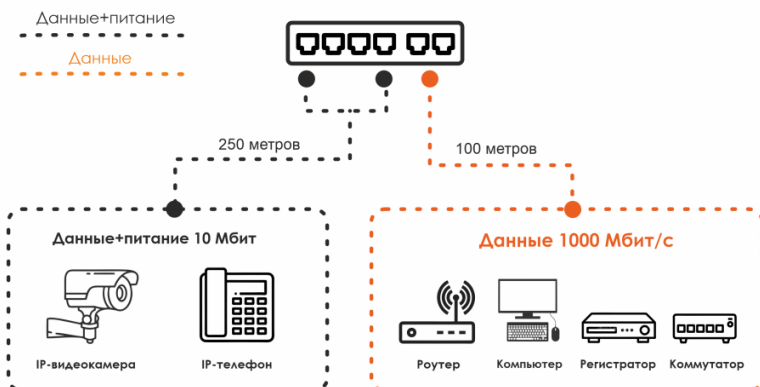 Данные+питание
Данные
250 метров
100 метров
Данные+питание 10 Мбит
Данные 1000 Мбит/с
IP-видеокамера
IP-телефон
Роутер
Компьютер
Регистратор
Коммутатор